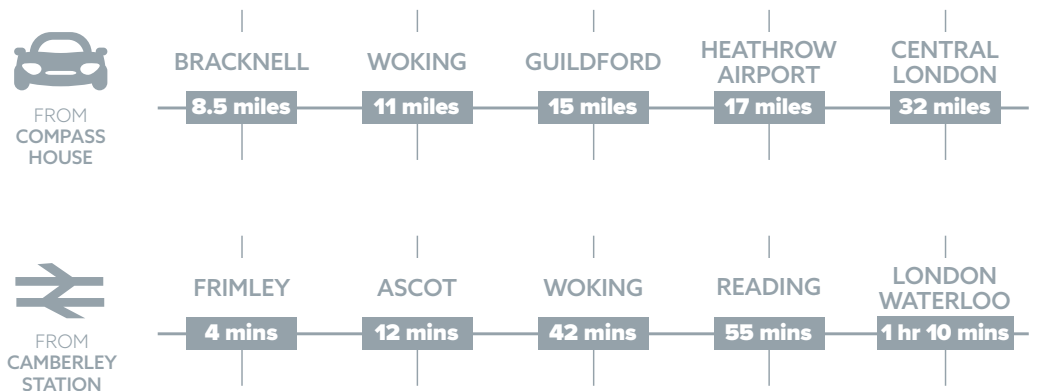 FROM
COMPASS
HOUSE
BRACKNELL
8.5 miles
WOKING
11 miles
GUILDFORD
15 miles
HEATHROW
AIRPORT
17 miles
CENTRAL
LONDON
32 miles
FROM
CAMBERLEY
STATION
FRIMLEY
4 mins
ASCOT
12 mins
WOKING
42 mins
READING
55 mins
LONDON
WATERLOO
1 hr 10 mins